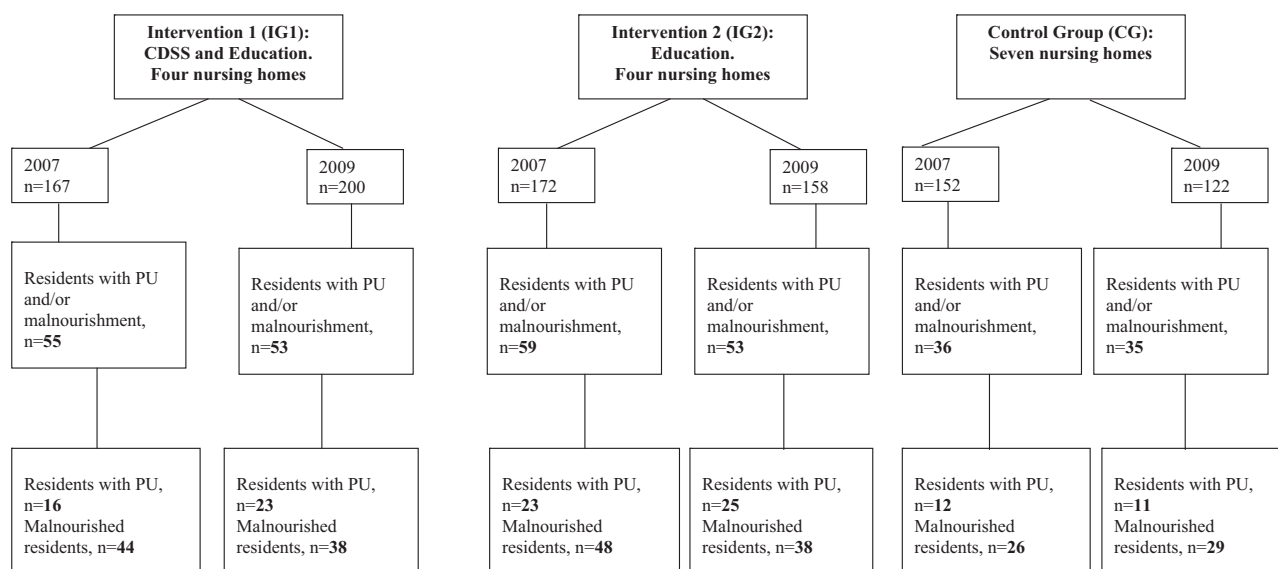 Intervention 1 (IG1):
CDSS and Education.
Four nursing homes
Intervention 2 (IG2):
Education.
Four nursing homes
Control Group (CG):
Seven nursing homes
2007
n=167
2009
n=200
2007
n=172
2009
n=158
2007
n=152
2009
n=122
Residents with PU
and/or
malnourishment,
n=55
Residents with PU
and/or
malnourishment,
n=53
Residents with PU
and/or
malnourishment,
n=59
Residents with PU
and/or
malnourishment,
n=53
Residents with PU
and/or
malnourishment,
n=36
Residents with PU
and/or
malnourishment,
n=35
Residents with PU,
n=16
Malnourished
residents, n=44
Residents with PU,
n=23
Malnourished
residents, n=38
Residents with PU,
n=23
Malnourished
residents, n=48
Residents with PU,
n=25
Malnourished
residents, n=38
Residents with PU,
n=12
Malnourished
residents, n=26
Residents with PU,
n=11
Malnourished
residents, n=29